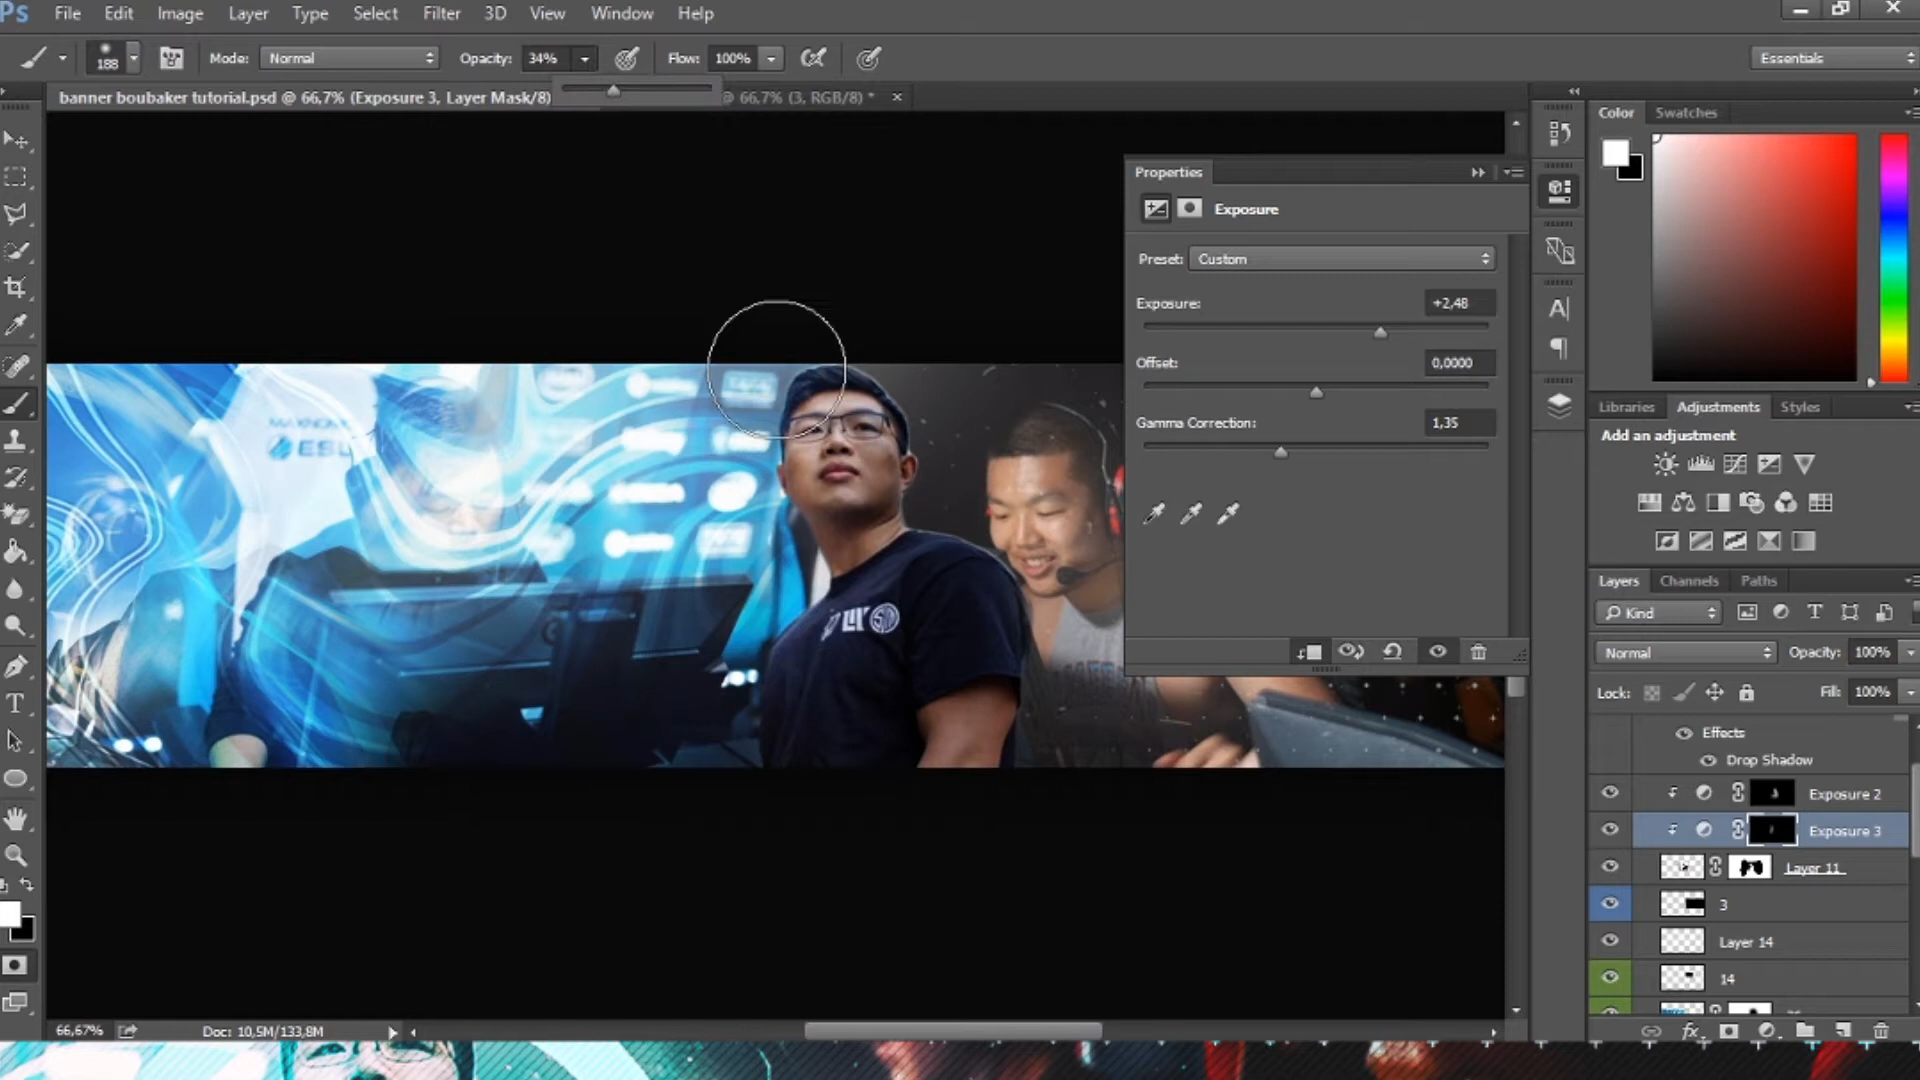 Ps File Edit Image Layer Type Select Filter 3D View Window Help
188 Mode: Normal Opacity: 34% Flow: 100% Essentials
banner boubaker tutorial.psd @ 66,7% (Exposure 3, Layer Mask/8) @ 66,7% (3, RGB/8) * ×
Color Swatches
Properties
Exposure
Preset: Custom
Exposure: +2,48
Offset: 0,0000
Gamma Correction: 1,35
Libraries Adjustments Styles
Add an adjustment
ESL
Layers Channels Paths
Kind
Normal Opacity: 100%
Lock: Fill: 100%
Effects
Drop Shadow
Exposure 2
Exposure 3
Layer 11
3
Layer 14
14
66,67% Doc: 10,5M/133,8M